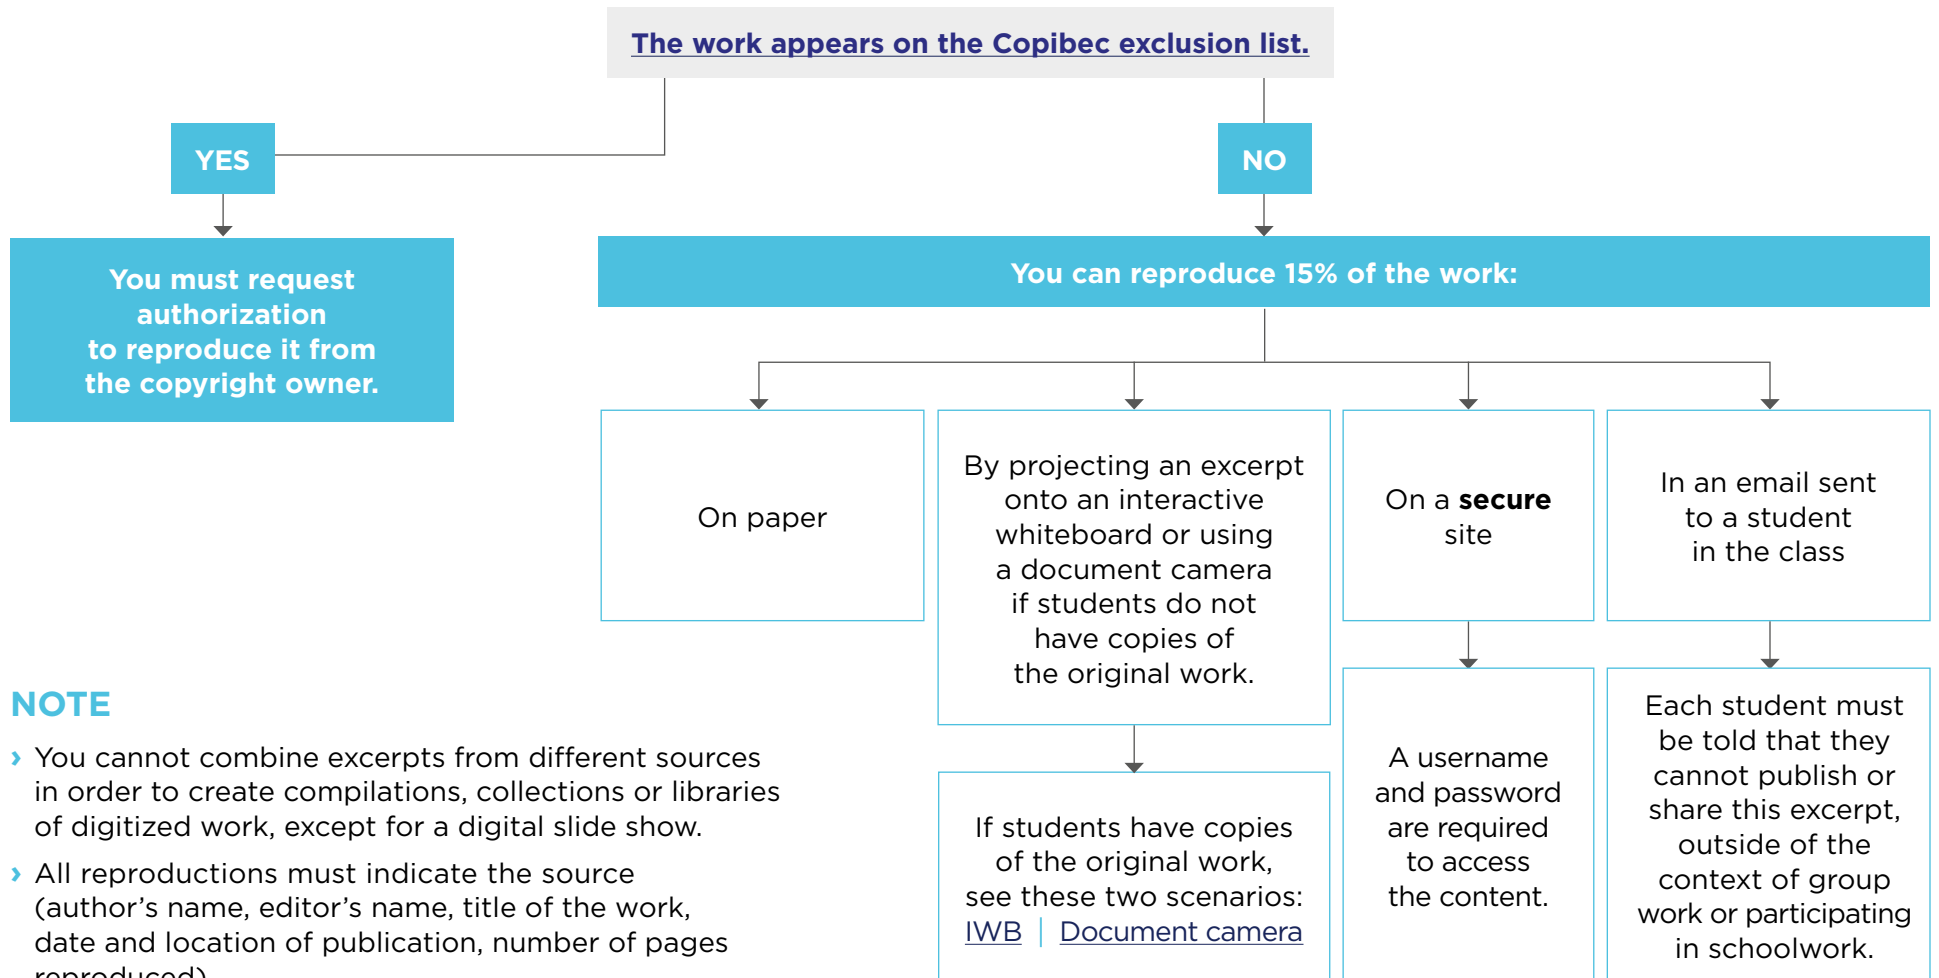 The work appears on the Copibec exclusion list.
YES
NO
You must request
authorization
to reproduce it from
the copyright owner.
You can reproduce 15% of the work:
On paper
By projecting an excerpt
onto an interactive
whiteboard or using
a document camera
if students do not
have copies of
the original work.
On a secure
site
In an email sent
to a student
in the class
If students have copies
of the original work,
see these two scenarios:
IWB | Document camera
A username
and password
are required
to access
the content.
Each student must
be told that they
cannot publish or
share this excerpt,
outside of the
context of group
work or participating
in schoolwork.
NOTE
› You cannot combine excerpts from different sources
in order to create compilations, collections or libraries
of digitized work, except for a digital slide show.
› All reproductions must indicate the source
(author’s name, editor’s name, title of the work,
date and location of publication, number of pages
reproduced)